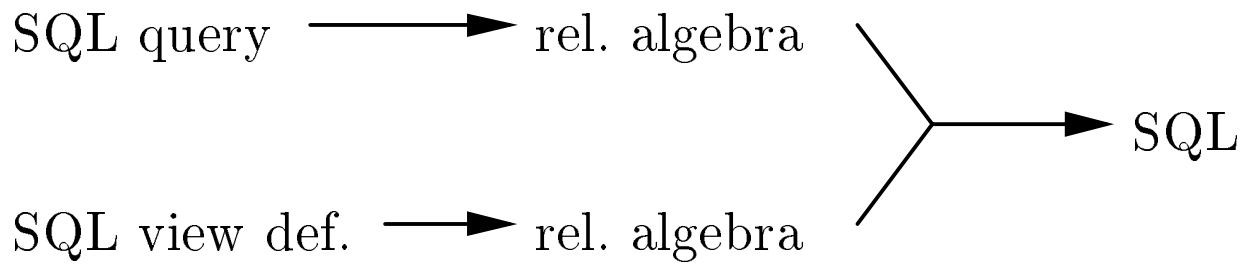 SQL query rel. algebra
SQL
SQL view def. rel. algebra